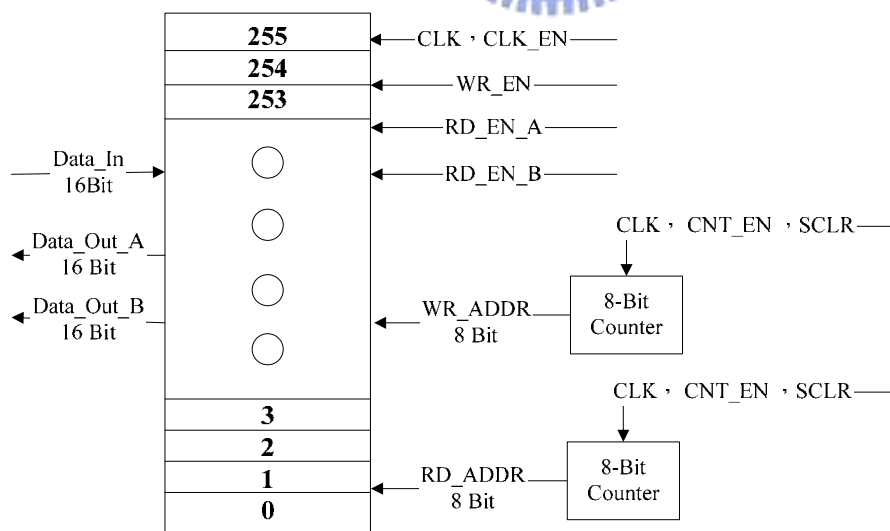 255
254
253
3
2
1
0
CLK，CLK_EN
WR_EN
RD_EN_A
RD_EN_B
Data_In
16Bit
Data_Out_A
16 Bit
Data_Out_B
16 Bit
CLK，CNT_EN，SCLR
8-Bit
Counter
WR_ADDR
8 Bit
CLK，CNT_EN，SCLR
8-Bit
Counter
RD_ADDR
8 Bit